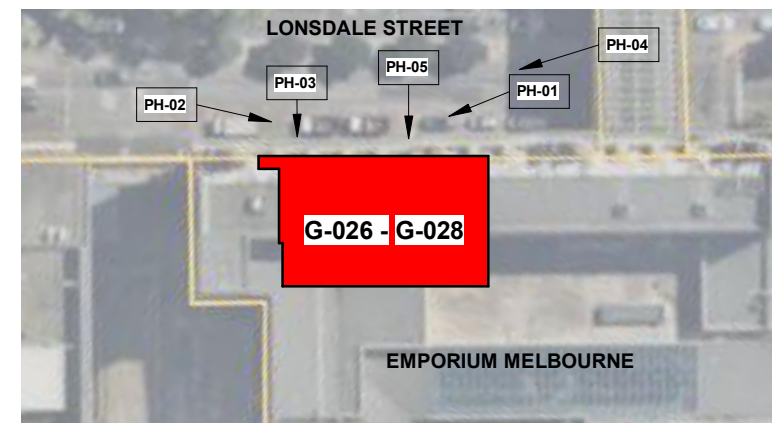 LONSDALE STREET
PH-04
PH-05
PH-03
PH-01
PH-02
G-026 - G-028
EMPORIUM MELBOURNE